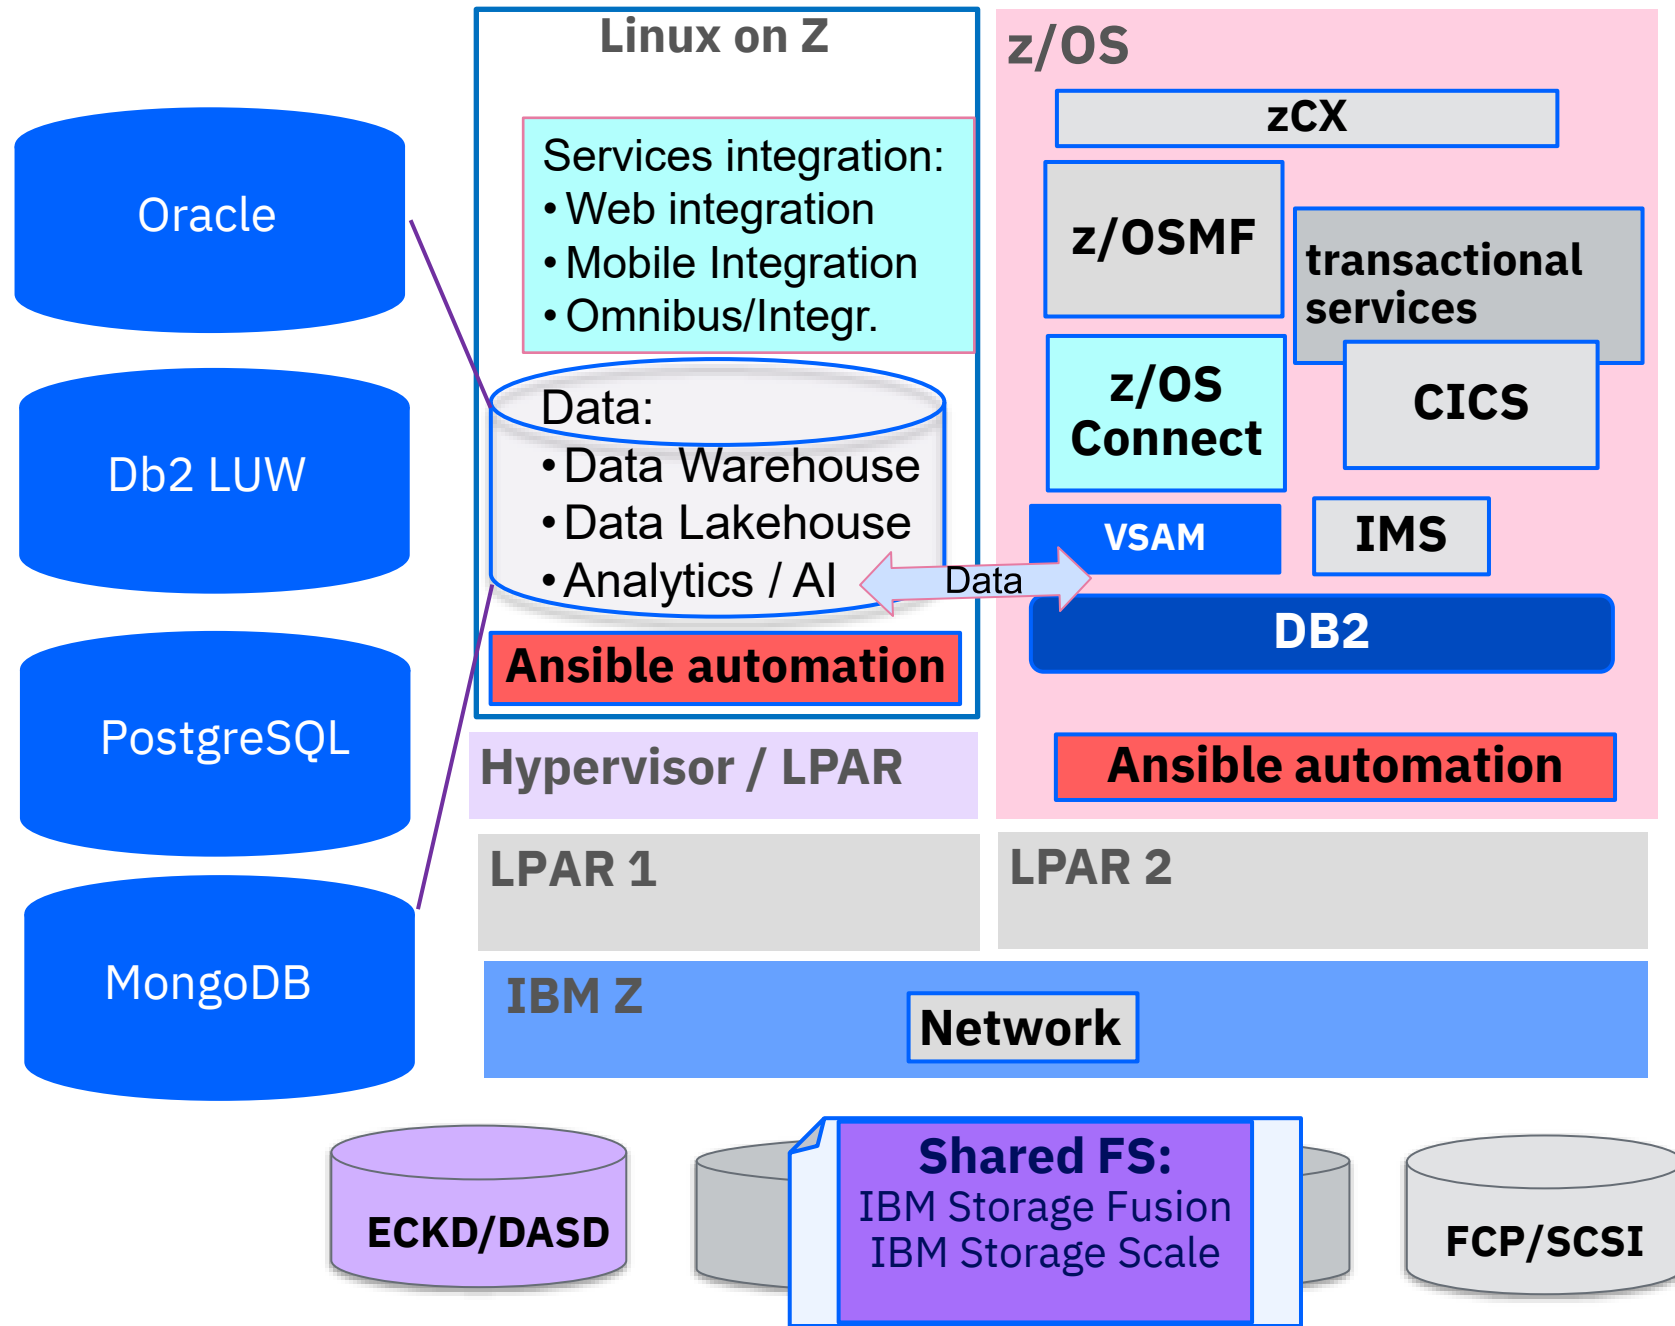 Oracle
Db2 LUW
PostgreSQL
MongoDB
Linux on Z
Services integration:
• Web integration
• Mobile Integration
• Omnibus/Integr.
Data:
• Data Warehouse
• Data Lakehouse
• Analytics / AI
Data
Ansible automation
Hypervisor / LPAR
LPAR 1
z/OS
zCX
z/OSMF
transactional
services
z/OS
Connect
CICS
VSAM
IMS
DB2
Ansible automation
LPAR 2
IBM Z
Network
ECKD/DASD
Shared FS:
IBM Storage Fusion
IBM Storage Scale
FCP/SCSI